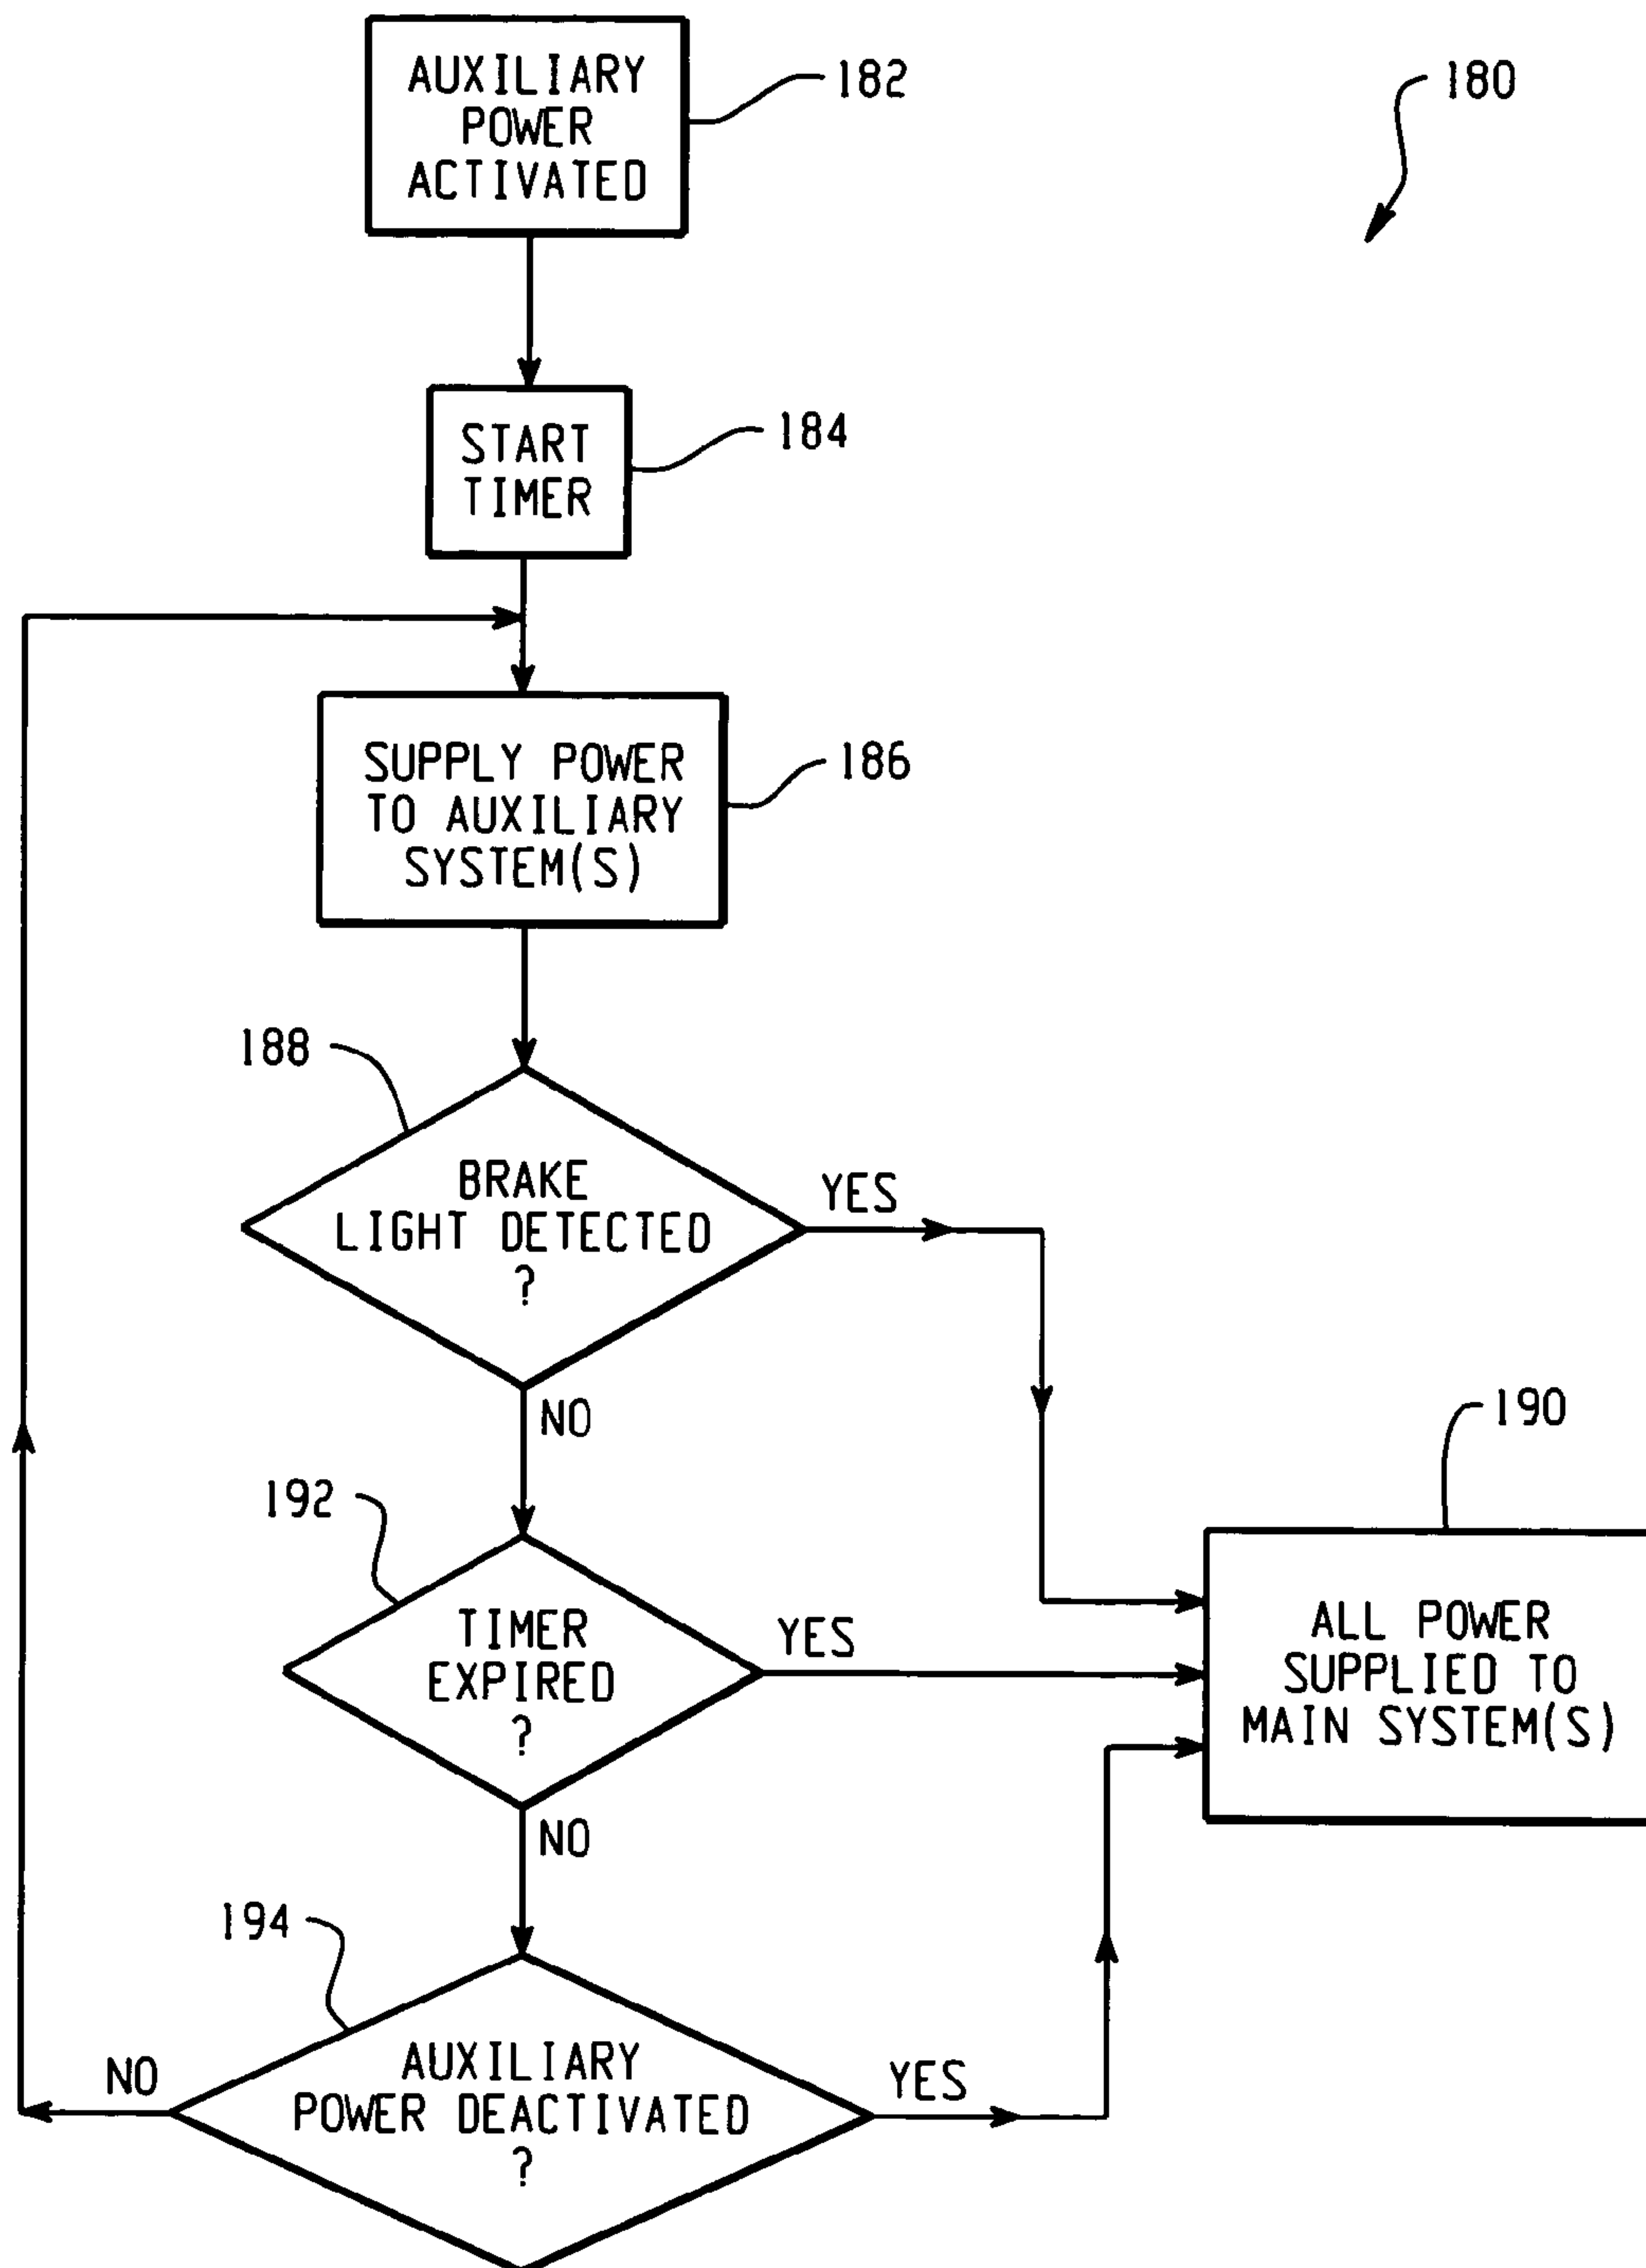 AUXILIARY
POWER
ACTIVATED
182
180
START
TIMER
184
SUPPLY POWER
TO AUXILIARY
SYSTEM(S)
186
188
BRAKE
LIGHT DETECTED
?
YES
NO
190
192
TIMER
EXPIRED
?
YES
ALL POWER
SUPPLIED TO
MAIN SYSTEM(S)
NO
194
AUXILIARY
POWER DEACTIVATED
?
NO
YES